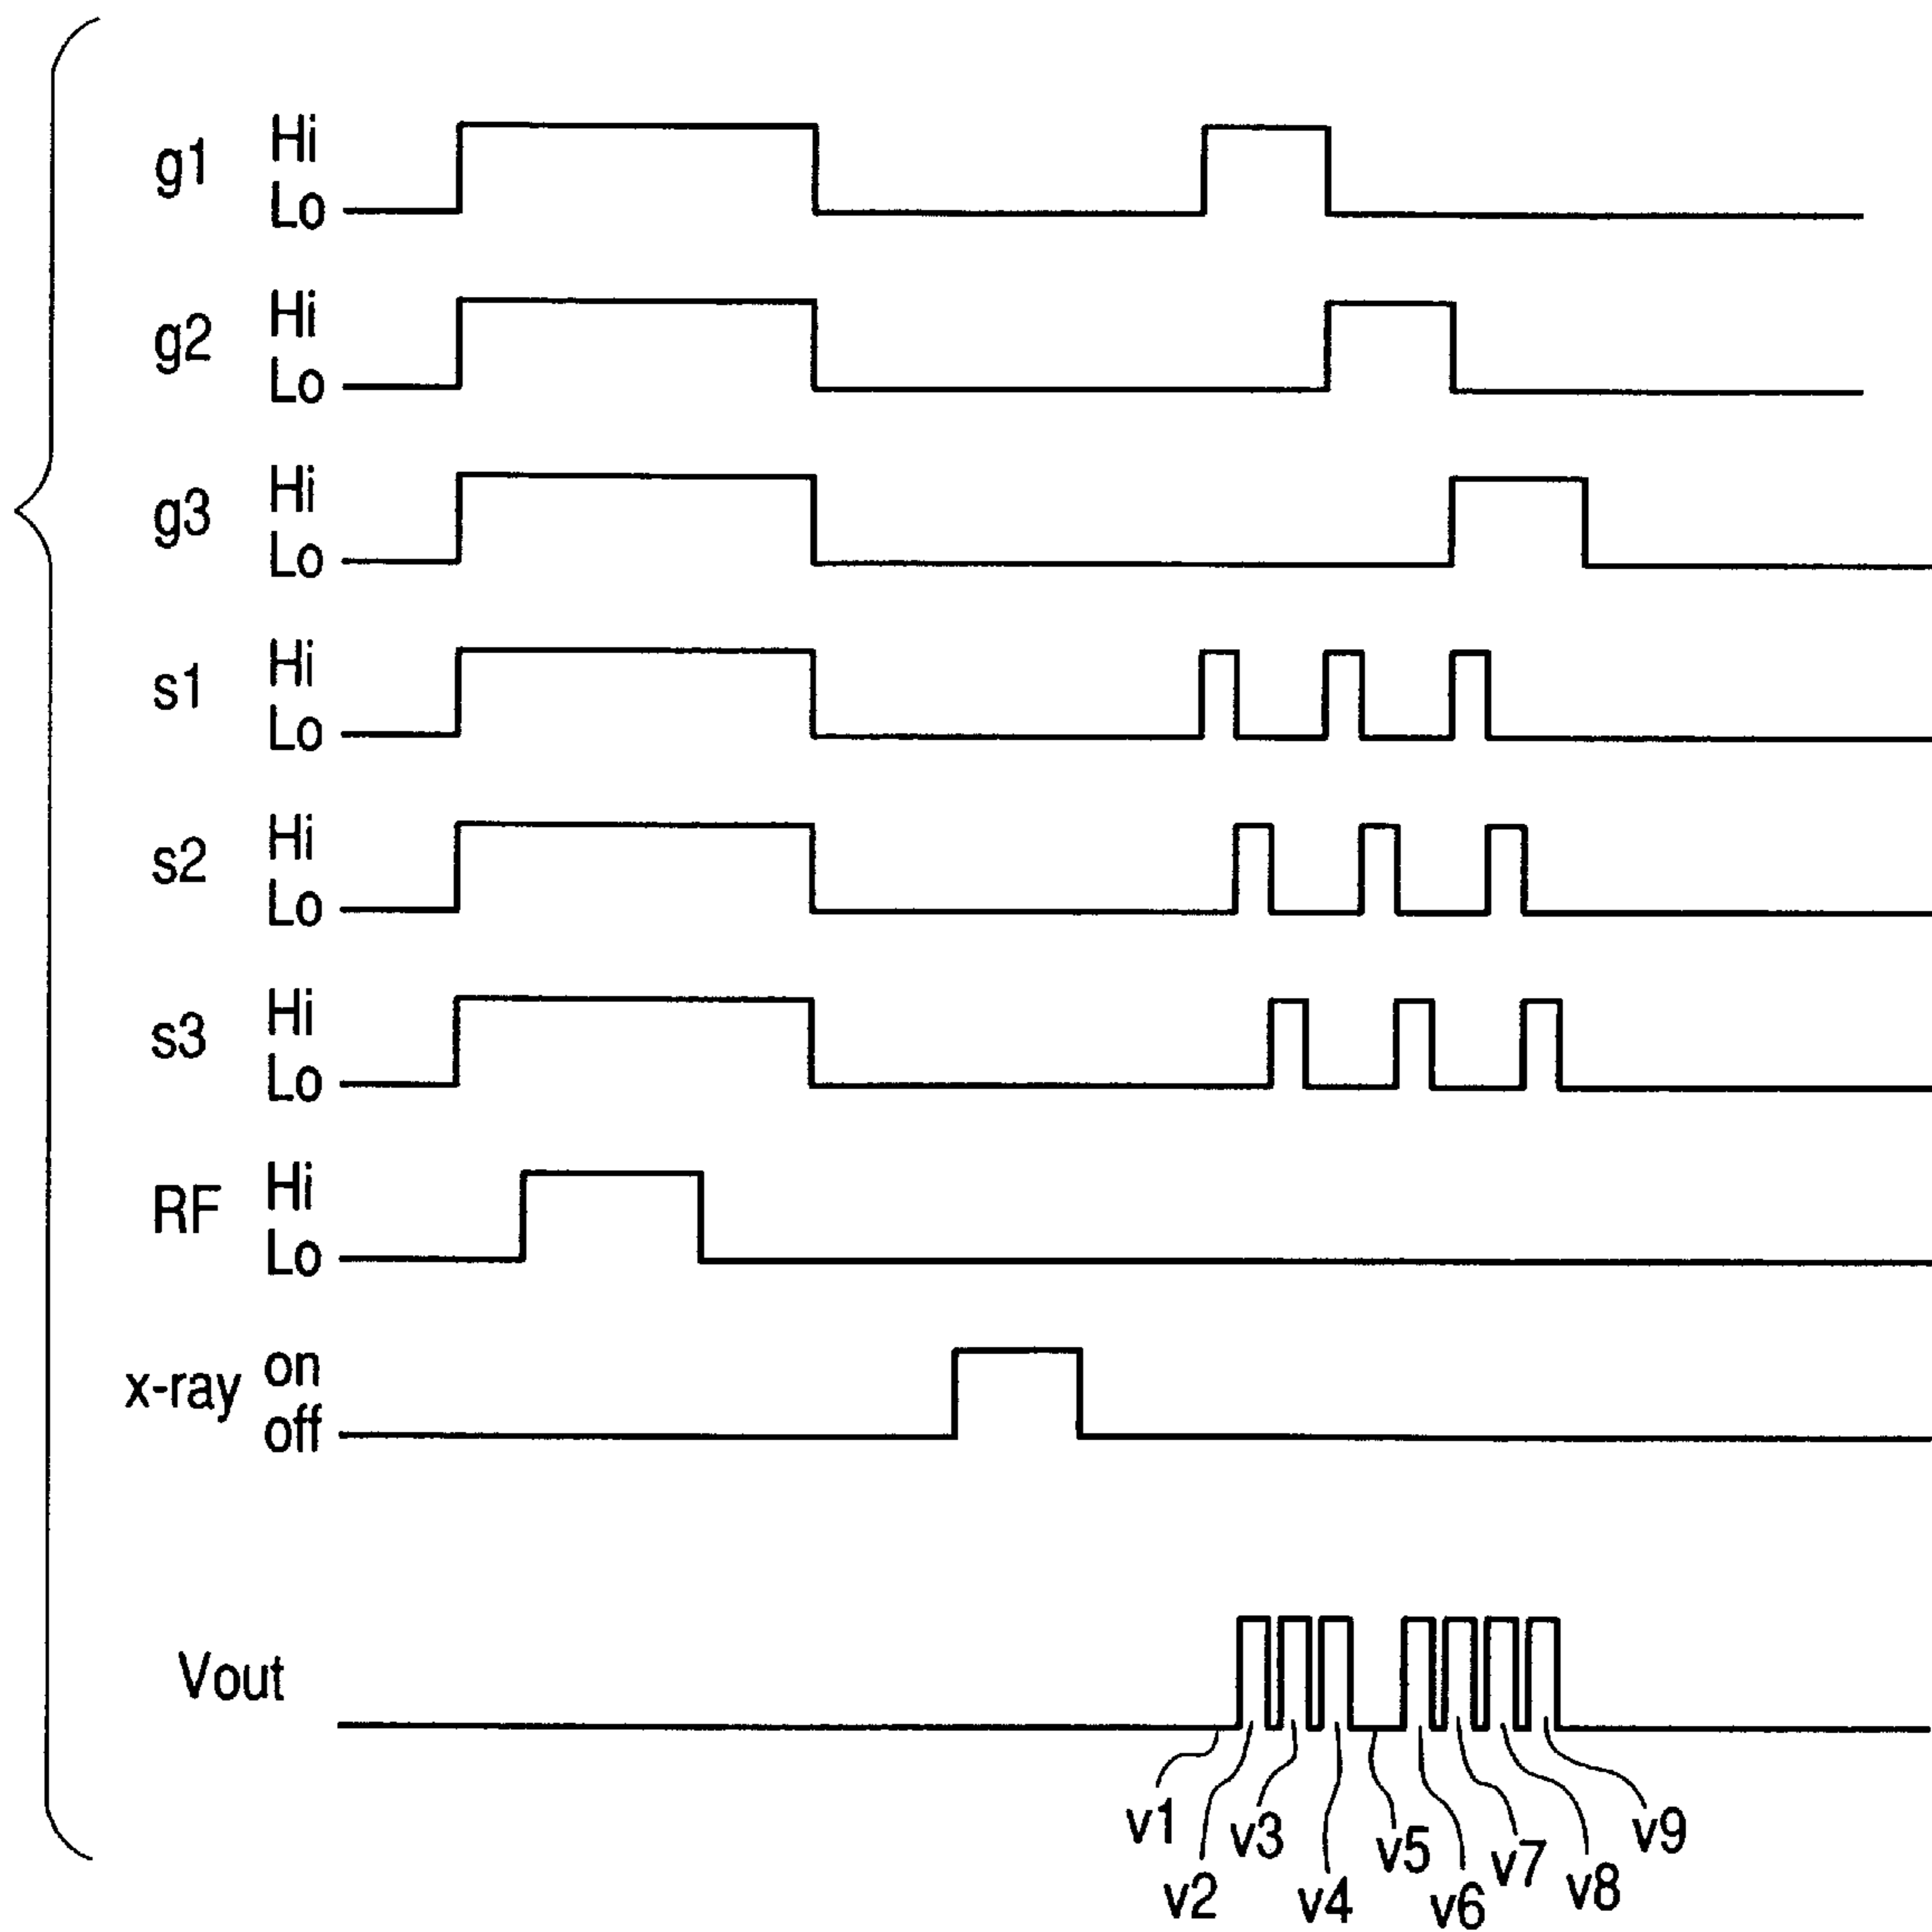 g1 Hi
Lo
g2 Hi
Lo
g3 Hi
Lo
s1 Hi
Lo
s2 Hi
Lo
s3 Hi
Lo
RF Hi
Lo
x-ray on
off
Vout
v1 v2 v3 v4 v5 v6 v7 v8 v9